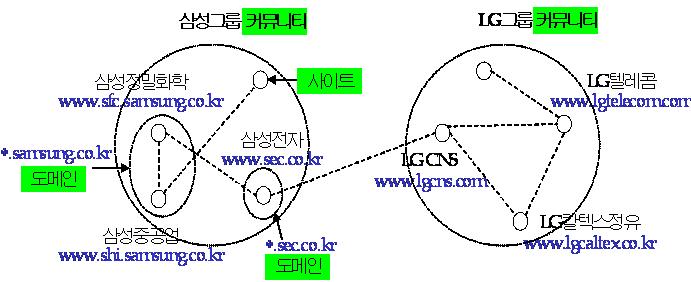 삼성그룹 커뮤니티
LG그룹 커뮤니티
삼성정밀화학
www.sfc.samsung.co.kr
사이트
LG텔레콤
www.lgtelecom.com
*.samsung.co.kr
도메인
삼성전자
www.sec.co.kr
LG CNS
www.lgcns.com
삼성중공업
www.shi.samsung.co.kr
*.sec.co.kr
도메인
LG칼텍스정유
www.lgcaltex.co.kr